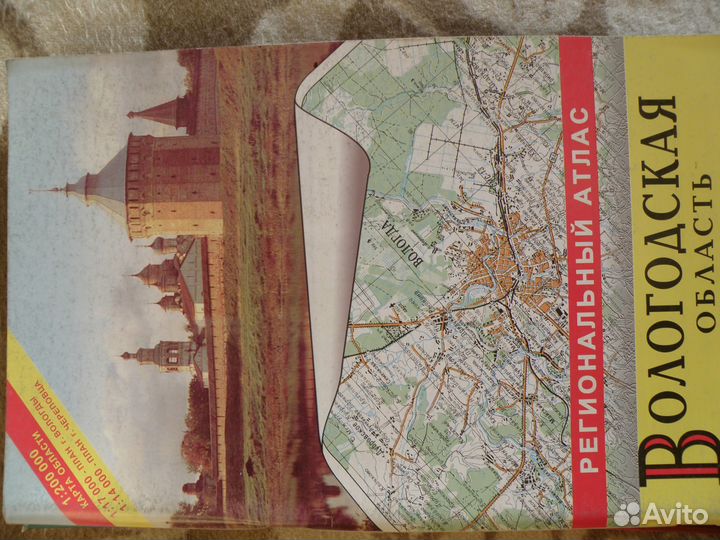 ВОЛОГОДСКАЯ
ОБЛАСТЬ
РЕГИОНАЛЬНЫЙ АТЛАС
ВОЛОГДА
КАРТА ОБЛАСТИ
1:200 000
1:17 000 - ПЛАН г. ВОЛОГДЫ
1:14 000 - ПЛАН г. ЧЕРЕПОВЦА
Avito